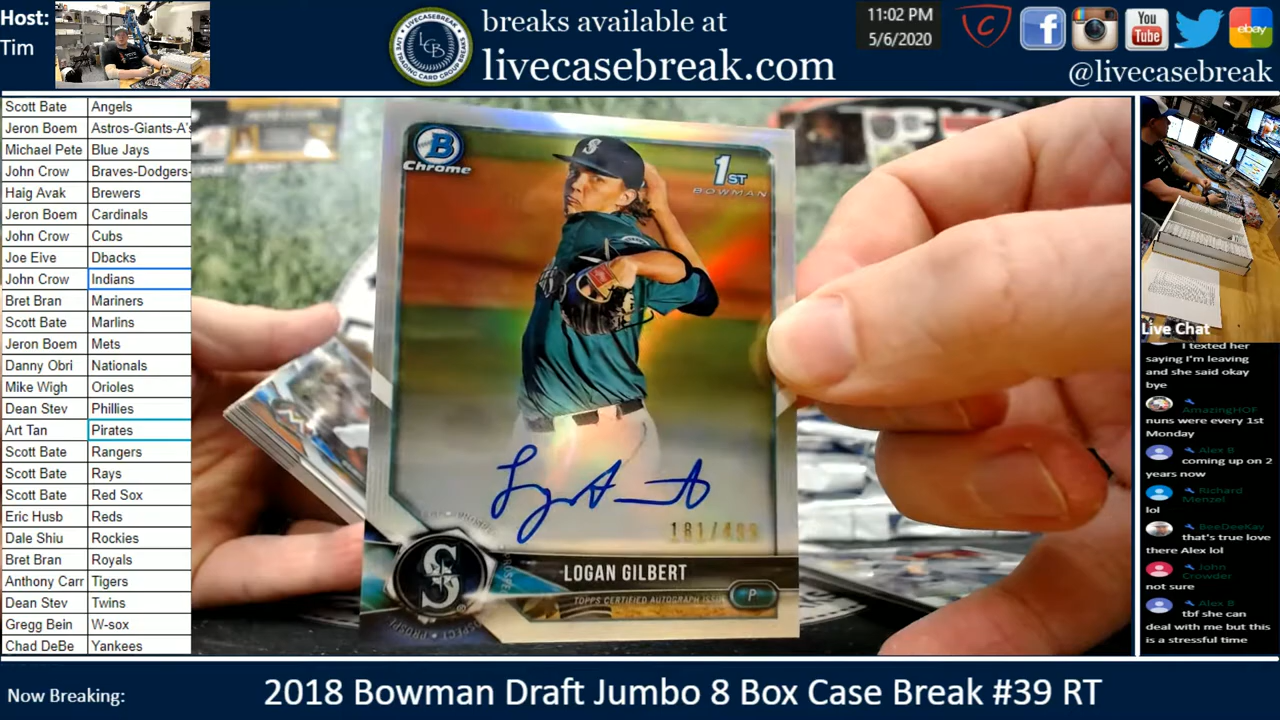 Host:
Tim
breaks available at
livecasebreak.com
LCB
11:02 PM
5/6/2020
You
Tube
ebay
@livecasebreak
Scott Bate Angels
Jeron Boem Astros-Giants-A's
Michael Pete Blue Jays
John Crow Braves-Dodgers-
Haig Avak Brewers
Jeron Boem Cardinals
John Crow Cubs
Joe Eive Dbacks
John Crow Indians
Bret Bran Mariners
Scott Bate Marlins
Jeron Boem Mets
Danny Obri Nationals
Mike Wigh Orioles
Dean Stev Phillies
Art Tan Pirates
Scott Bate Rangers
Scott Bate Rays
Scott Bate Red Sox
Eric Husb Reds
Dale Shiu Rockies
Bret Bran Royals
Anthony Carr Tigers
Dean Stev Twins
Gregg Bein W-sox
Chad DeBe Yankees
B
Chrome
1ST
BOWMAN
S
181/499
S
LOGAN GILBERT
TOPPS CERTIFIED AUTOGRAPH ISSUE
P
Live Chat
I texted her
saying I'm leaving
and she said okay
bye
AmazingHOF
nuns were every 1st
Monday
Alex B
coming up on 2
years now
Richard
Menzel
lol
BeeDeeKay
that's true love
there Alex lol
John
Crowder
not sure
Alex B
tbf she can
deal with me but this
is a stressful time
Now Breaking:
2018 Bowman Draft Jumbo 8 Box Case Break #39 RT